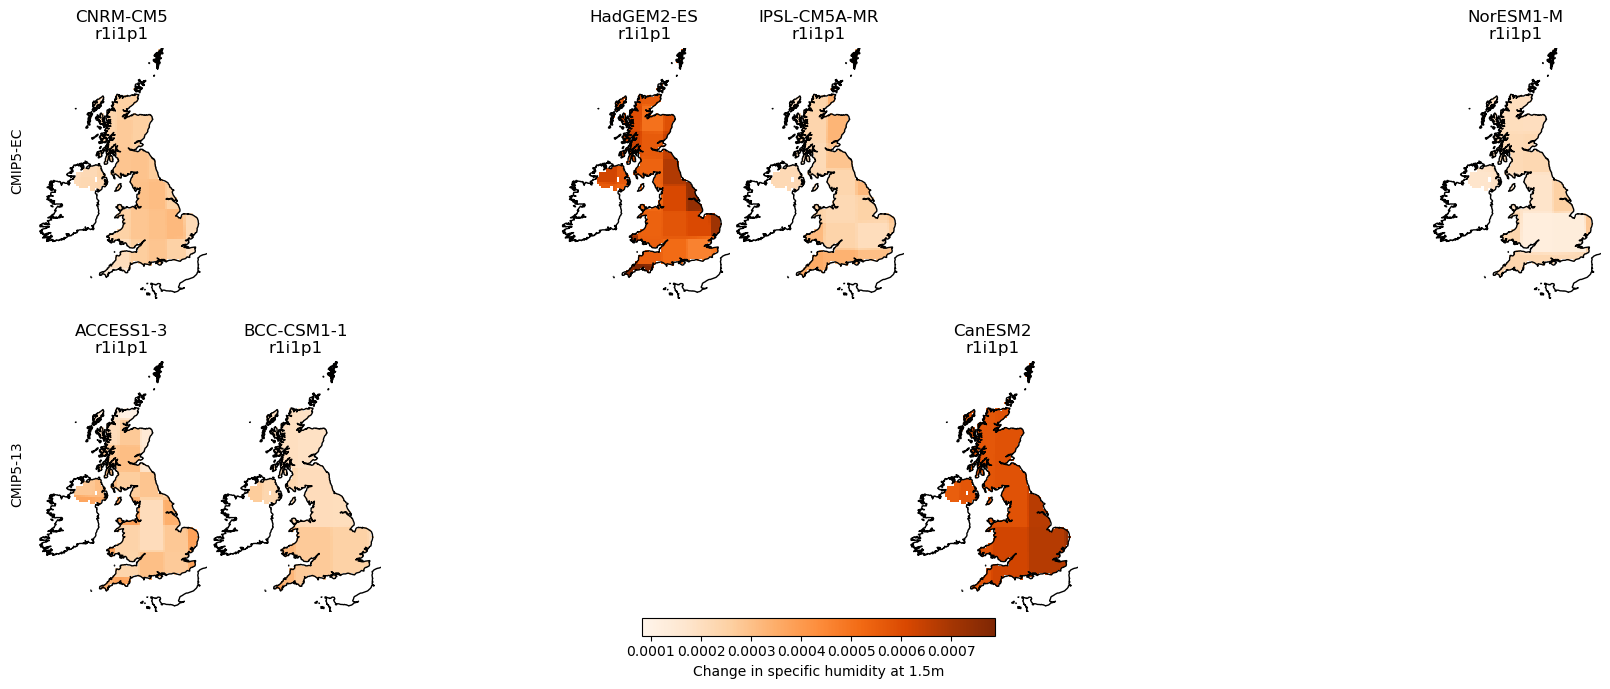 CNRM-CM5
r1i1p1
HadGEM2-ES
r1i1p1
IPSL-CM5A-MR
r1i1p1
NorESM1-M
r1i1p1
CMIP5-EC
ACCESS1-3
r1i1p1
BCC-CSM1-1
r1i1p1
CanESM2
r1i1p1
CMIP5-13
0.0001 0.0002 0.0003 0.0004 0.0005 0.0006 0.0007
Change in specific humidity at 1.5m